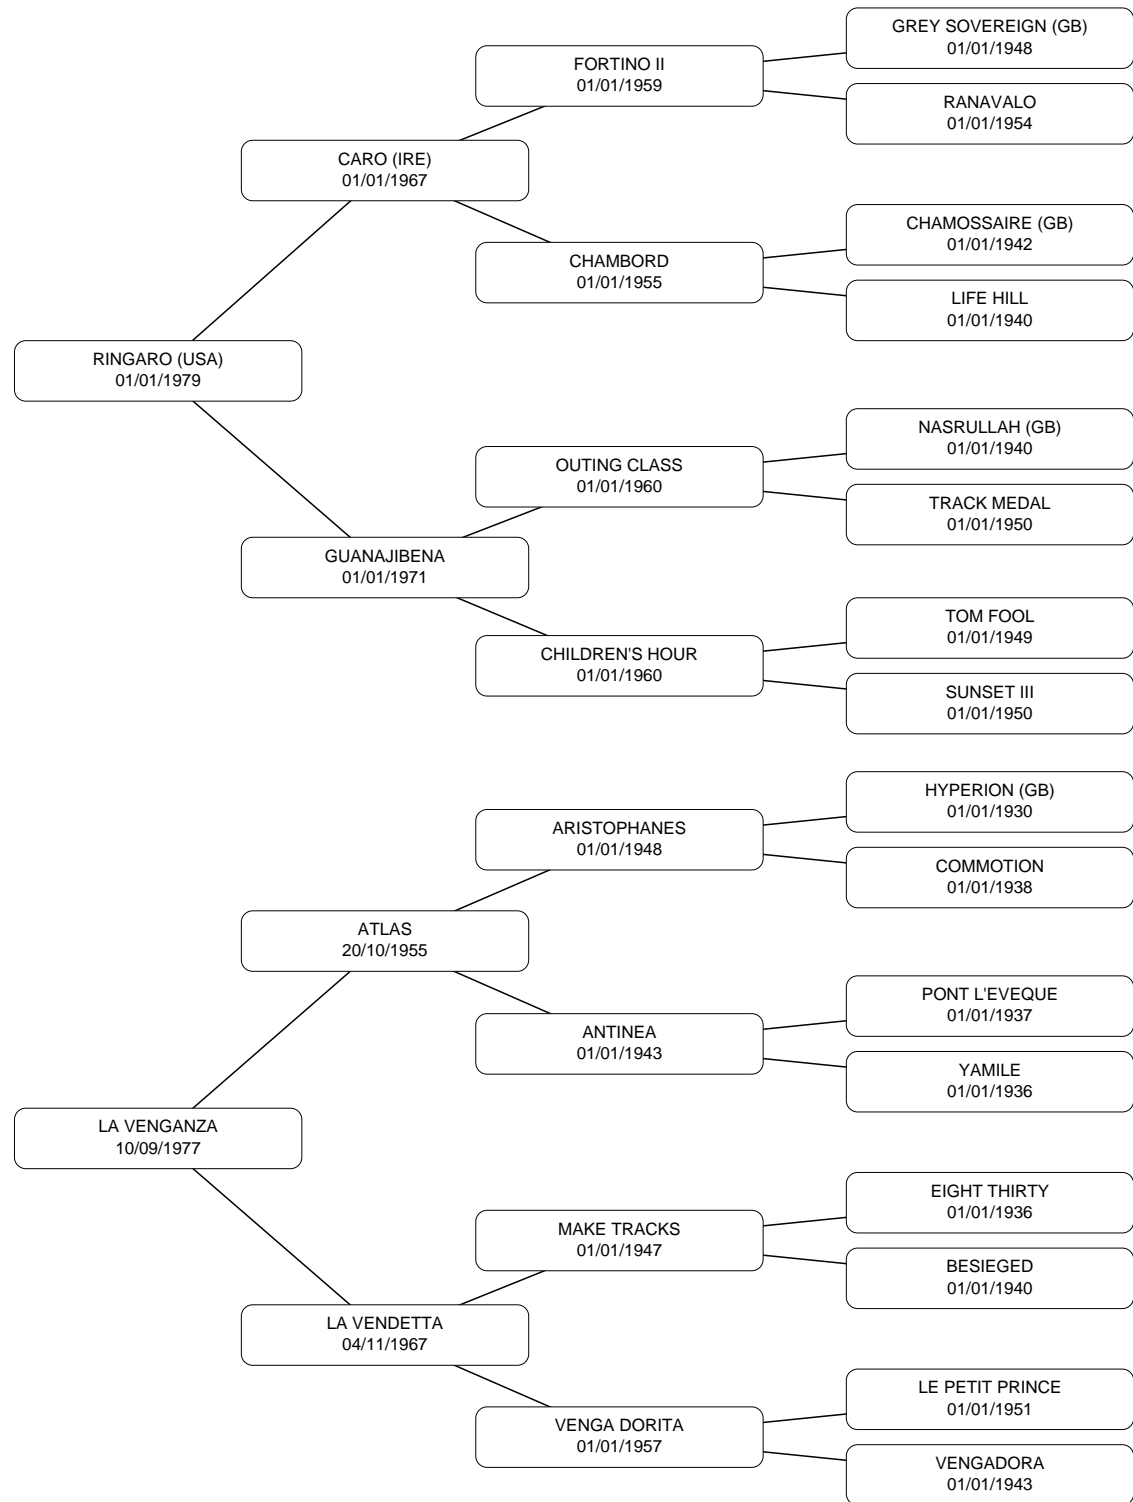 GREY SOVEREIGN (GB)
01/01/1948
FORTINO II
01/01/1959
RANAVALO
01/01/1954
CARO (IRE)
01/01/1967
CHAMOSSAIRE (GB)
01/01/1942
CHAMBORD
01/01/1955
LIFE HILL
01/01/1940
RINGARO (USA)
01/01/1979
NASRULLAH (GB)
01/01/1940
OUTING CLASS
01/01/1960
TRACK MEDAL
01/01/1950
GUANAJIBENA
01/01/1971
TOM FOOL
01/01/1949
CHILDREN'S HOUR
01/01/1960
SUNSET III
01/01/1950
HYPERION (GB)
01/01/1930
ARISTOPHANES
01/01/1948
COMMOTION
01/01/1938
ATLAS
20/10/1955
PONT L'EVEQUE
01/01/1937
ANTINEA
01/01/1943
YAMILE
01/01/1936
LA VENGANZA
10/09/1977
EIGHT THIRTY
01/01/1936
MAKE TRACKS
01/01/1947
BESIEGED
01/01/1940
LA VENDETTA
04/11/1967
LE PETIT PRINCE
01/01/1951
VENGA DORITA
01/01/1957
VENGADORA
01/01/1943